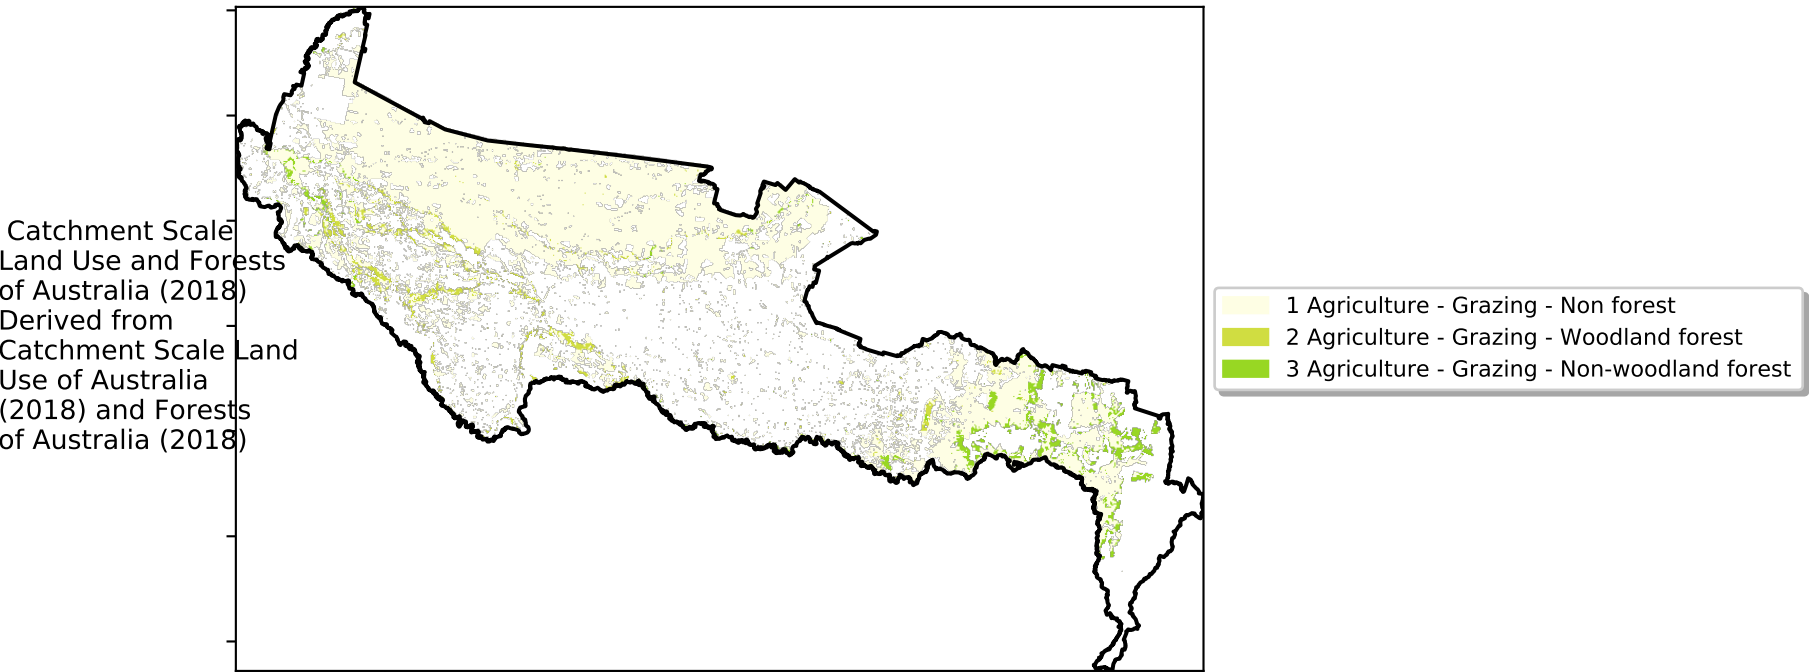 Catchment Scale
Land Use and Forests
of Australia (2018)
Derived from
Catchment Scale Land
Use of Australia
(2018) and Forests
of Australia (2018)
1 Agriculture - Grazing - Non forest
2 Agriculture - Grazing - Woodland forest
3 Agriculture - Grazing - Non-woodland forest